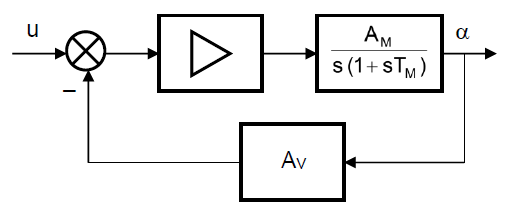 u
A_M
α
s(1+sT_M)
−
A_V